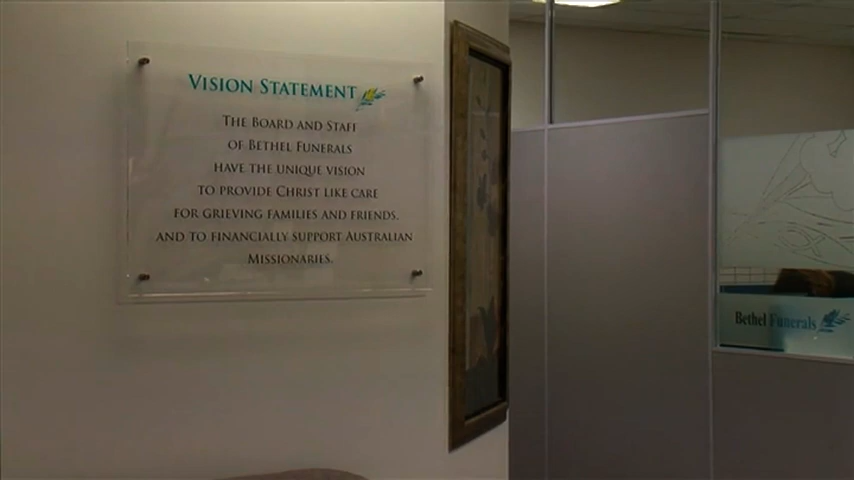 VISION STATEMENT
THE BOARD AND STAFF
OF BETHEL FUNERALS
HAVE THE UNIQUE VISION
TO PROVIDE CHRIST LIKE CARE
FOR GRIEVING FAMILIES AND FRIENDS,
AND TO FINANCIALLY SUPPORT AUSTRALIAN
MISSIONARIES.
Bethel Funerals